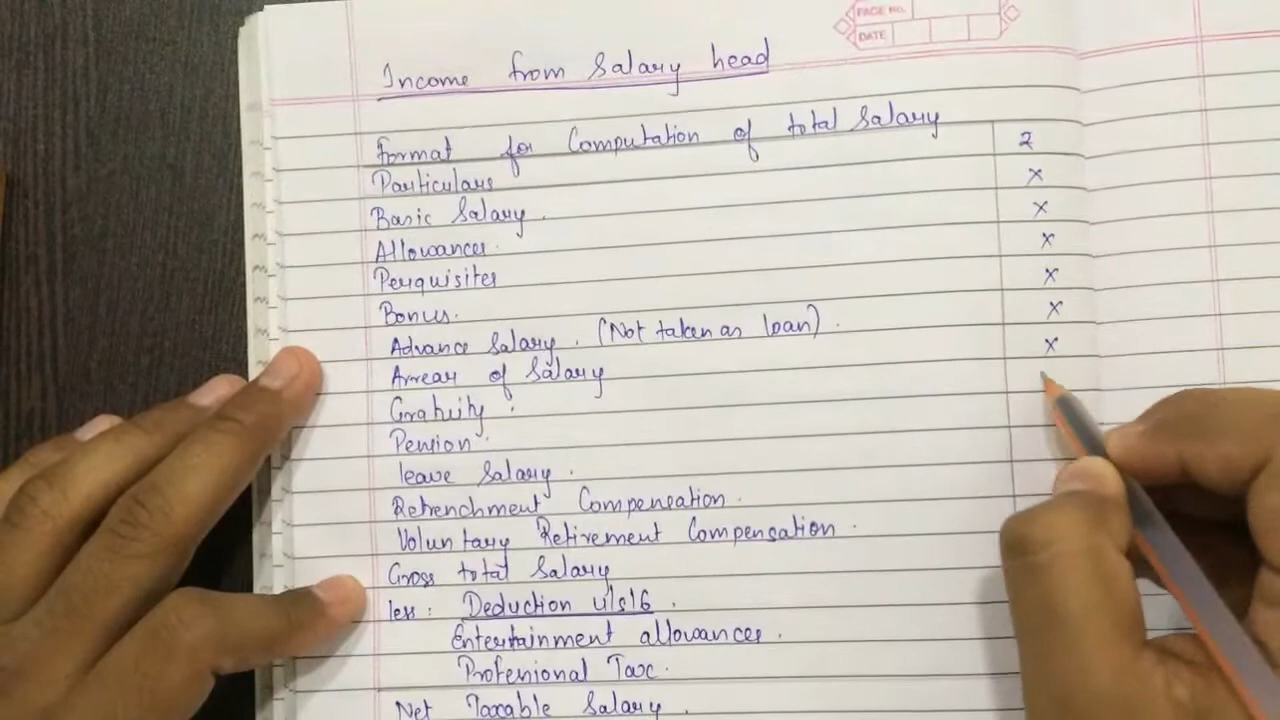 PAGE NO.
DATE
Income from Salary head
Format for Computation of total Salary 2
Particulars x
Basic Salary. x
Allowances. x
Perquisites x
Bonus. x
Advance Salary. (Not taken as loan). x
Arrear of Salary
Gratuity.
Pension.
leave Salary.
Retrenchment Compensation.
Voluntary Retirement Compensation.
Gross total Salary
less: Deduction u/s16.
Entertainment allowances.
Professional Tax.
Net Taxable Salary.